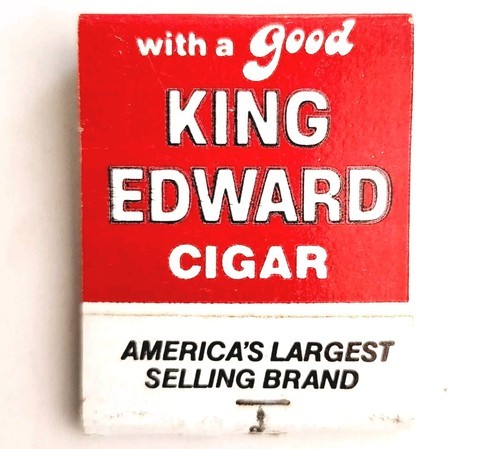 with a good
KING
EDWARD
CIGAR
AMERICA'S LARGEST
SELLING BRAND